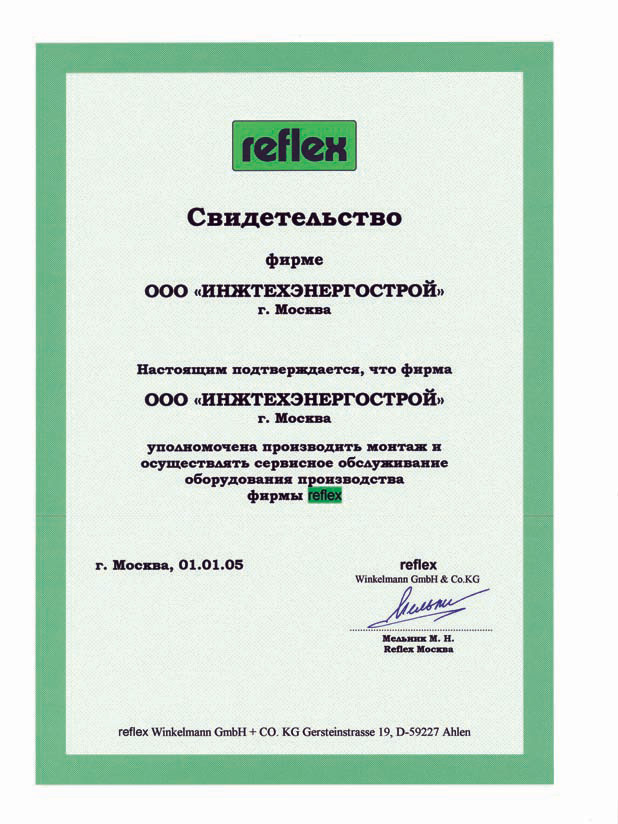 reflex
Свидетельство
фирме
ООО «ИНЖТЕХЭНЕРГОСТРОЙ»
г. Москва
Настоящим подтверждается, что фирма
ООО «ИНЖТЕХЭНЕРГОСТРОЙ»
г. Москва
уполномочена производить монтаж и
осуществлять сервисное обслуживание
оборудования производства
фирмы reflex
г. Москва, 01.01.05
reflex
Winkelmann GmbH & Co.KG
Мельник
Мельник М. Н.
Reflex Москва
reflex Winkelmann GmbH + CO. KG Gersteinstrasse 19, D-59227 Ahlen